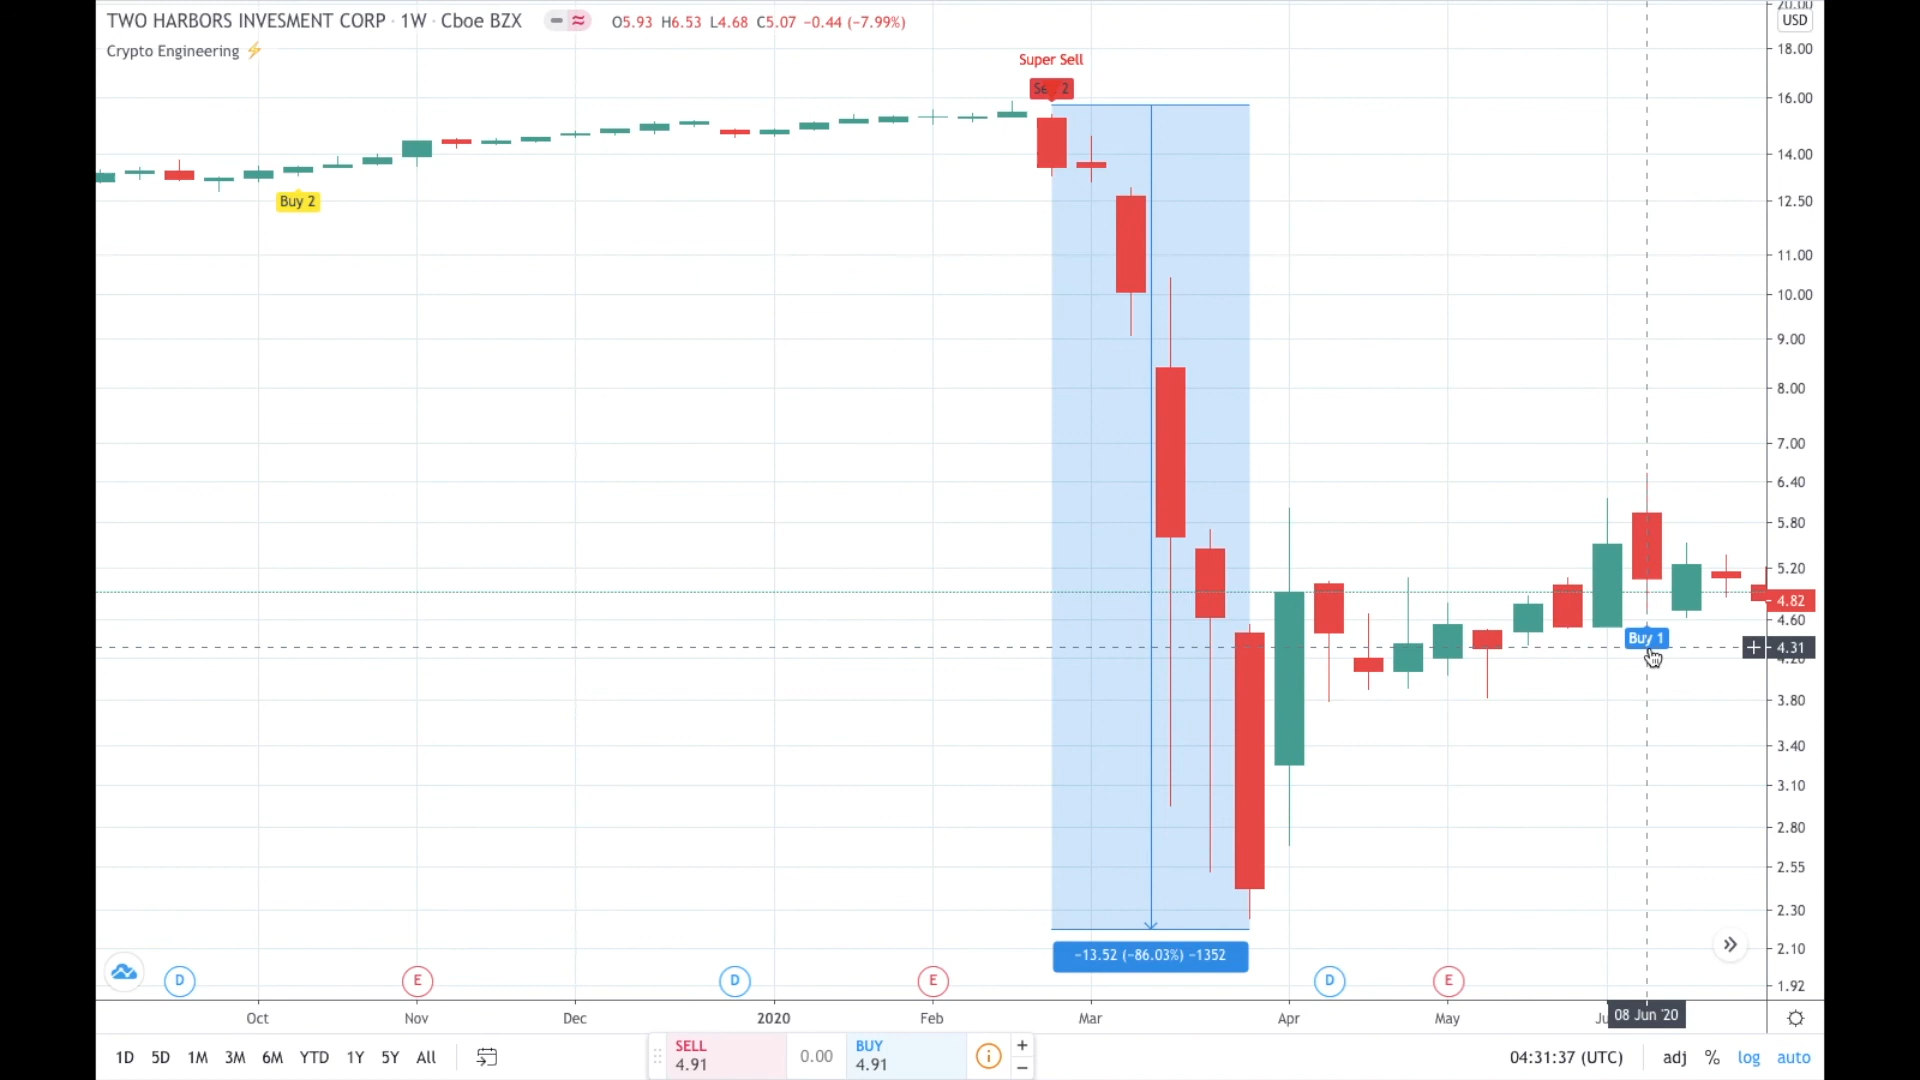 TWO HARBORS INVESMENT CORP · 1W · Cboe BZX O5.93 H6.53 L4.68 C5.07 −0.44 (−7.99%)
Crypto Engineering ⚡
Super Sell
Buy 2
Buy 1
−13.52 (−86.03%) −1352
20.00
USD
18.00
16.00
14.00
12.50
11.00
10.00
9.00
8.00
7.00
6.40
5.80
5.20
4.82
4.60
4.31
4.20
3.80
3.40
3.10
2.80
2.55
2.30
2.10
1.92
D E D E D E
Oct Nov Dec 2020 Feb Mar Apr May 08 Jun '20
1D 5D 1M 3M 6M YTD 1Y 5Y All
SELL
4.91
0.00
BUY
4.91
04:31:37 (UTC) adj % log auto